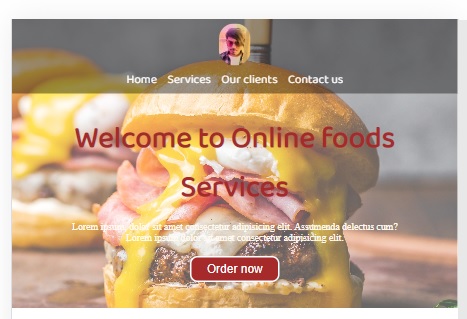 Home Services Our clients Contact us
Welcome to Online foods
Services
Lorem ipsum dolor sit amet consectetur adipisicing elit. Assumenda delectus cum?
Lorem ipsum dolor sit amet consectetur adipisicing elit.
Order now